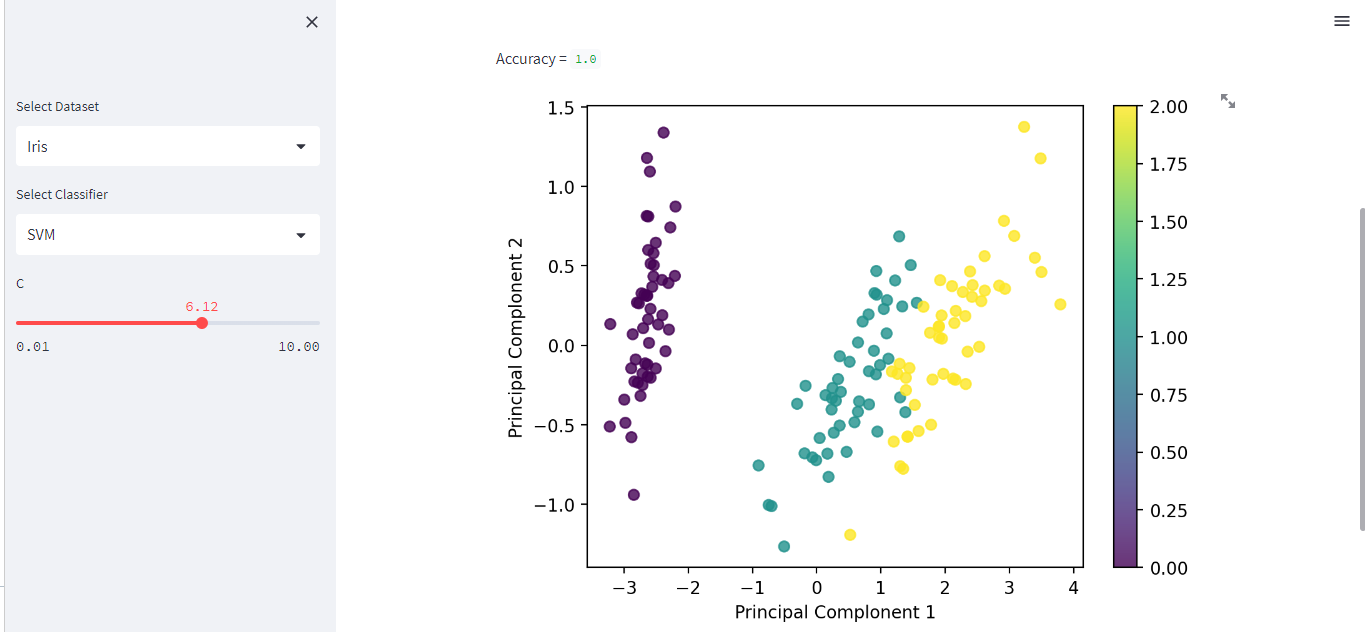 Select Dataset
Iris
Select Classifier
SVM
C
6.12
0.01 10.00
Accuracy = 1.0
1.5
1.0
0.5
0.0
−0.5
−1.0
Principal Complonent 2
−3 −2 −1 0 1 2 3 4
Principal Complonent 1
2.00
1.75
1.50
1.25
1.00
0.75
0.50
0.25
0.00